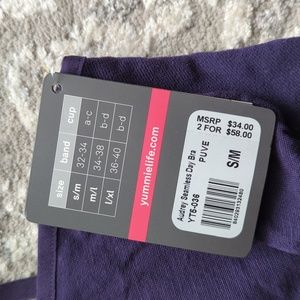 size band cup
s/m 32-34 a-c
m/l 34-38 b-d
l/xl 36-40 b-d
yummielife.com
MSRP $34.00
2 FOR $58.00
Audrey Seamless Day Bra
YT5-036 PUVE
S/M